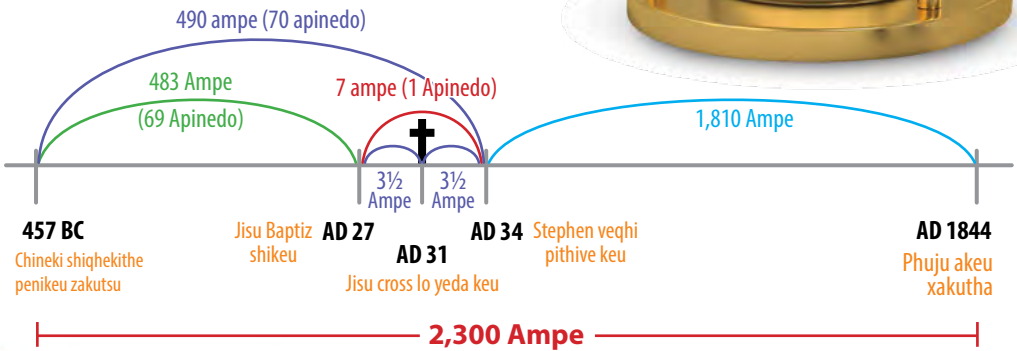 490 ampe (70 apinedo)
483 Ampe
(69 Apinedo)
7 ampe (1 Apinedo)
1,810 Ampe
3½
Ampe
3½
Ampe
457 BC
Chineki shiqhekithe
penikeu zakutsu
Jisu Baptiz
shikeu
AD 27
AD 31
Jisu cross lo yeda keu
AD 34
Stephen veqhi
pithive keu
AD 1844
Phuju akeu
xakutha
2,300 Ampe